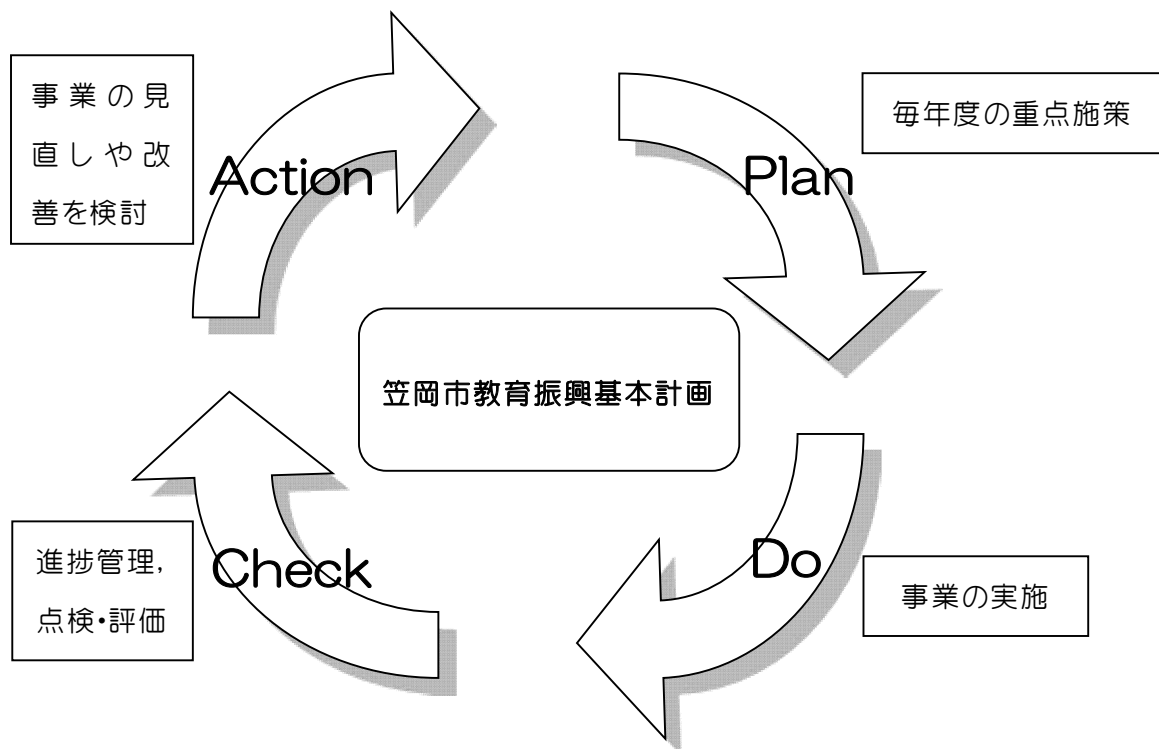 事業の見
直しや改
善を検討
Action
Plan
毎年度の重点施策
笠岡市教育振興基本計画
進捗管理,
点検・評価
Check
Do
事業の実施